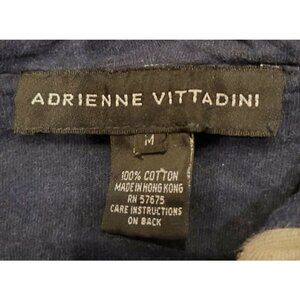 ADRIENNE VITTADINI
M
100% COTTON
MADE IN HONG KONG
RN 57675
CARE INSTRUCTIONS
ON BACK